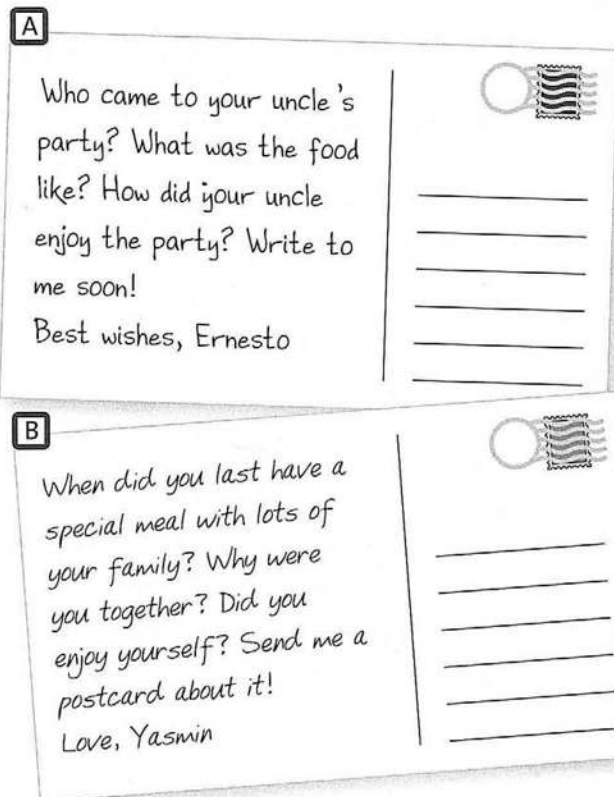 A
Who came to your uncle's
party? What was the food
like? How did your uncle
enjoy the party? Write to
me soon!
Best wishes, Ernesto
B
When did you last have a
special meal with lots of
your family? Why were
you together? Did you
enjoy yourself? Send me a
postcard about it!
Love, Yasmin